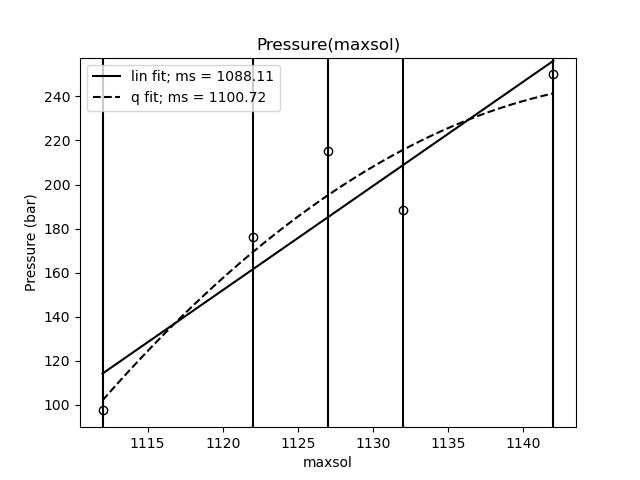 Pressure(maxsol)
lin fit; ms = 1088.11
q fit; ms = 1100.72
240
220
200
180
160
140
120
100
Pressure (bar)
1115 1120 1125 1130 1135 1140
maxsol